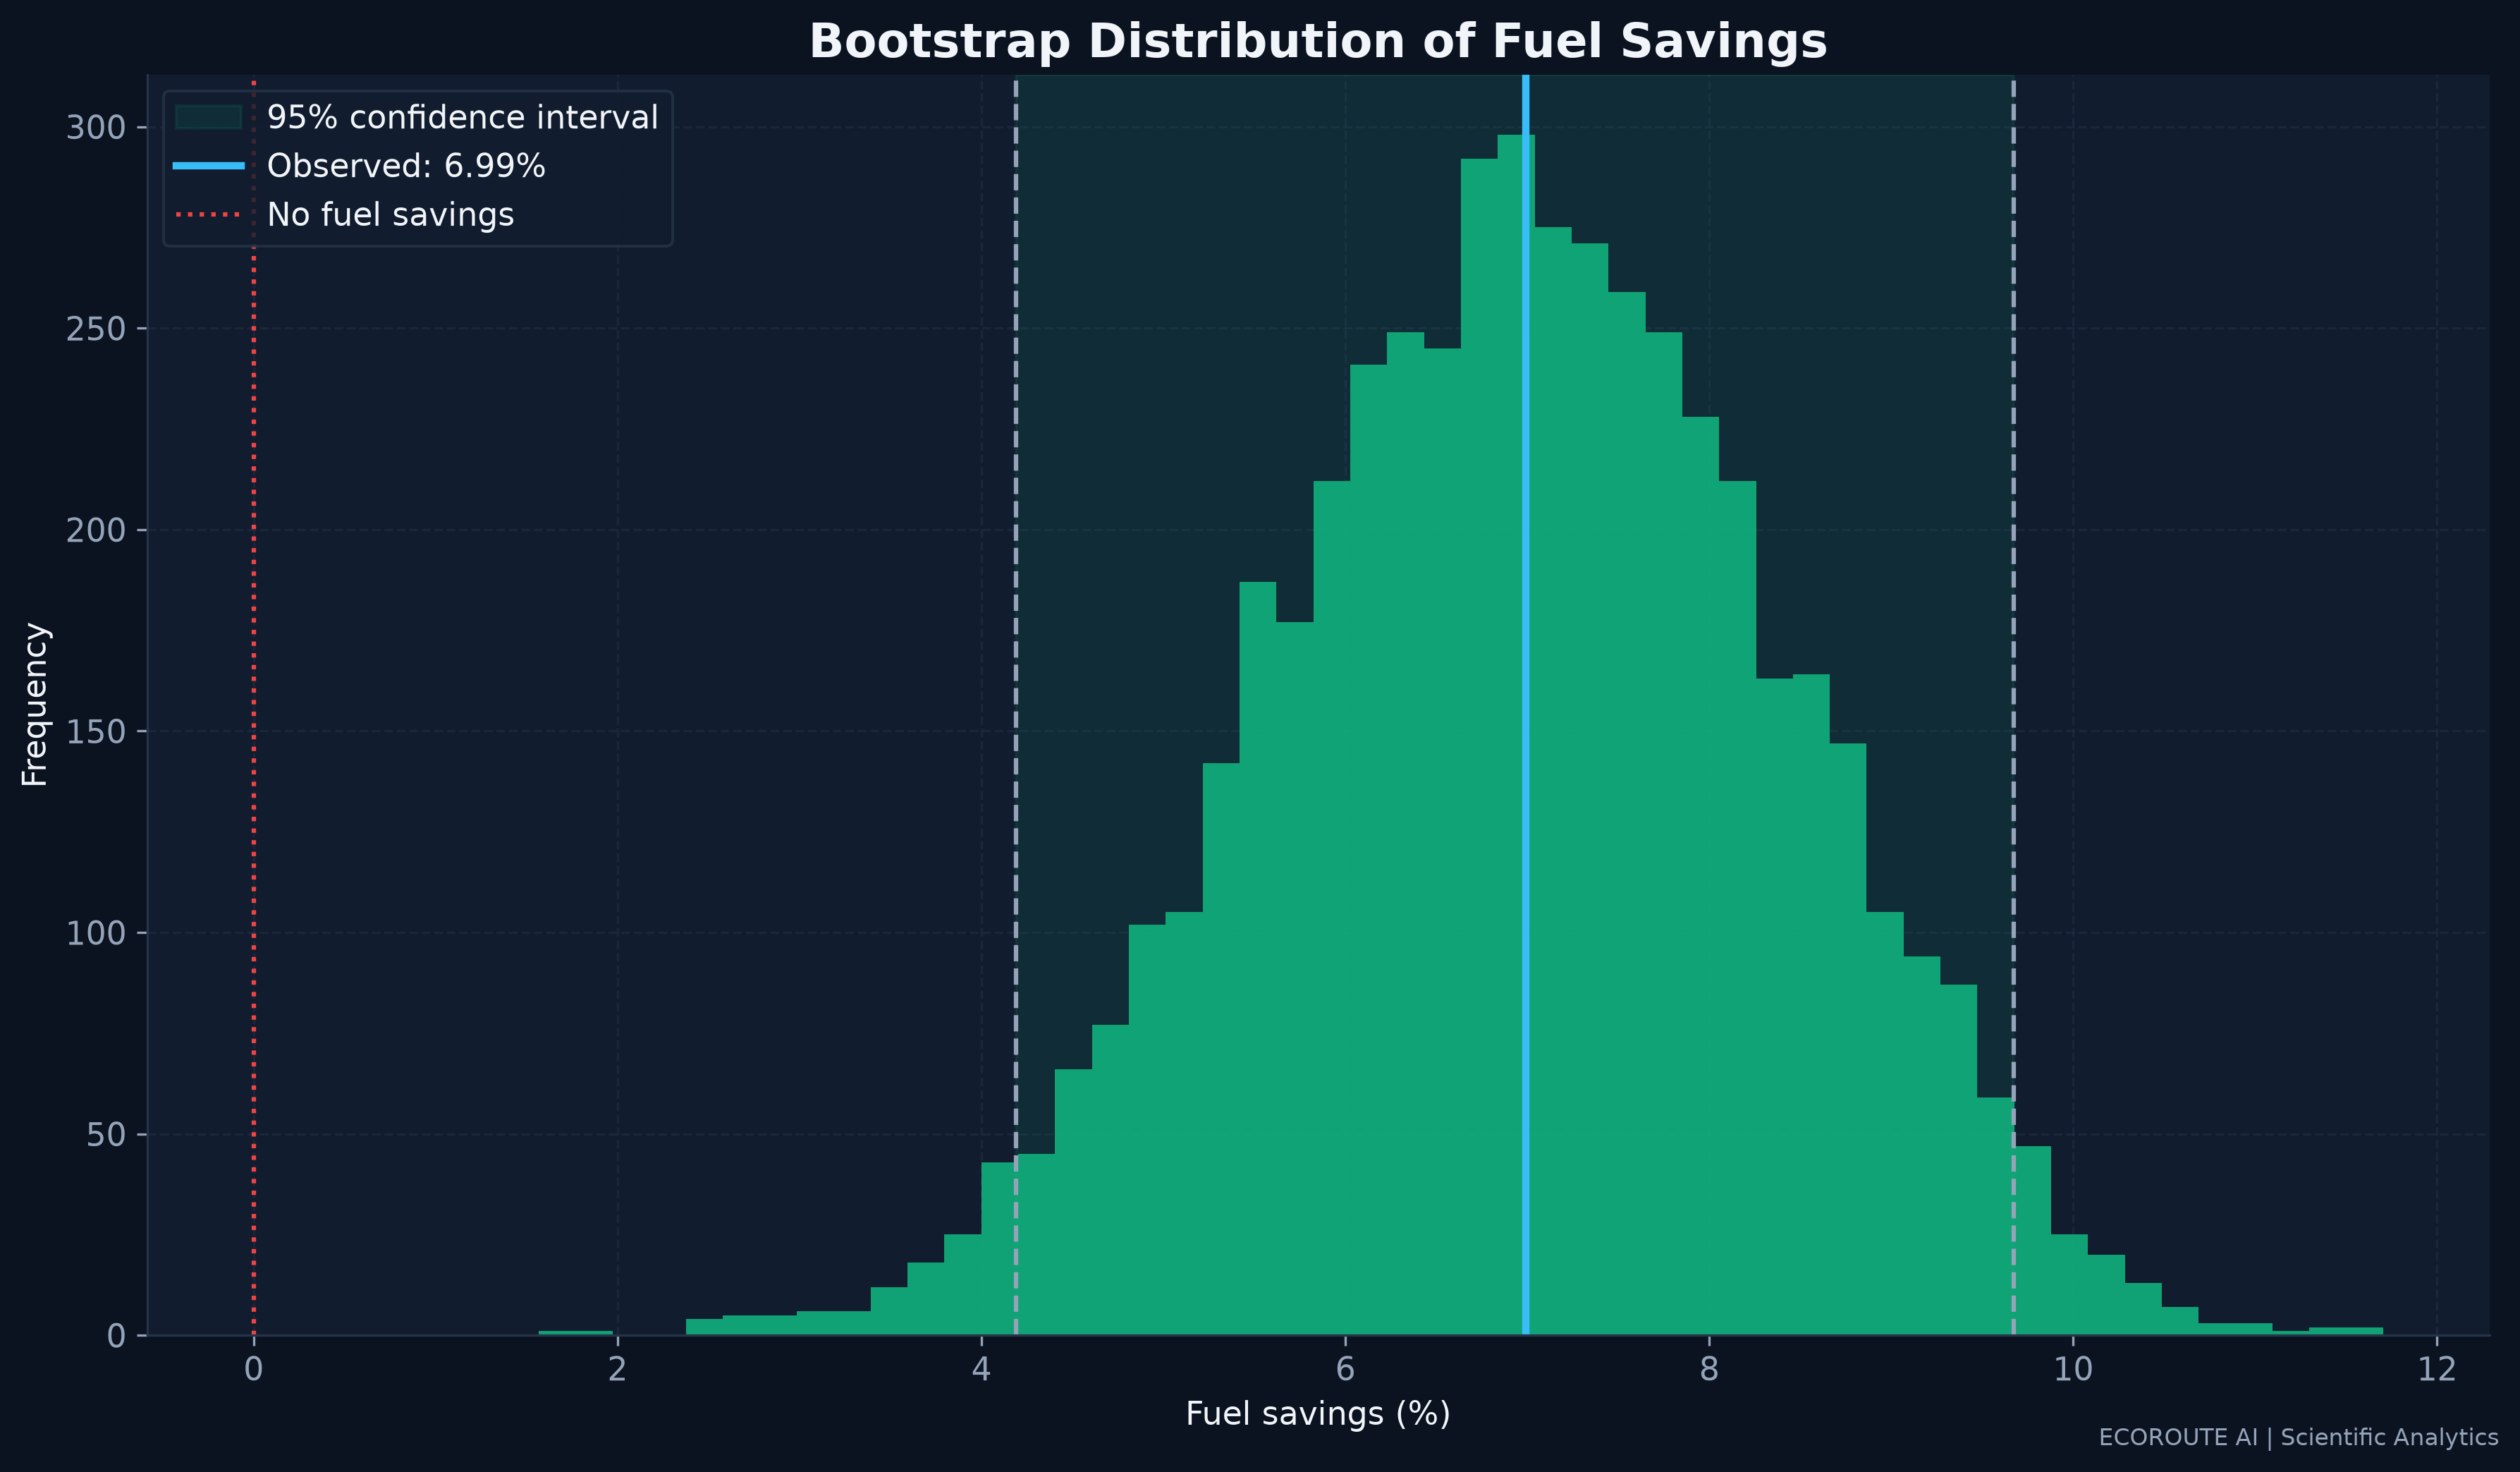 Bootstrap Distribution of Fuel Savings
95% confidence interval
Observed: 6.99%
No fuel savings
300
250
200
150
100
50
0
Frequency
0 2 4 6 8 10 12
Fuel savings (%)
ECOROUTE AI | Scientific Analytics